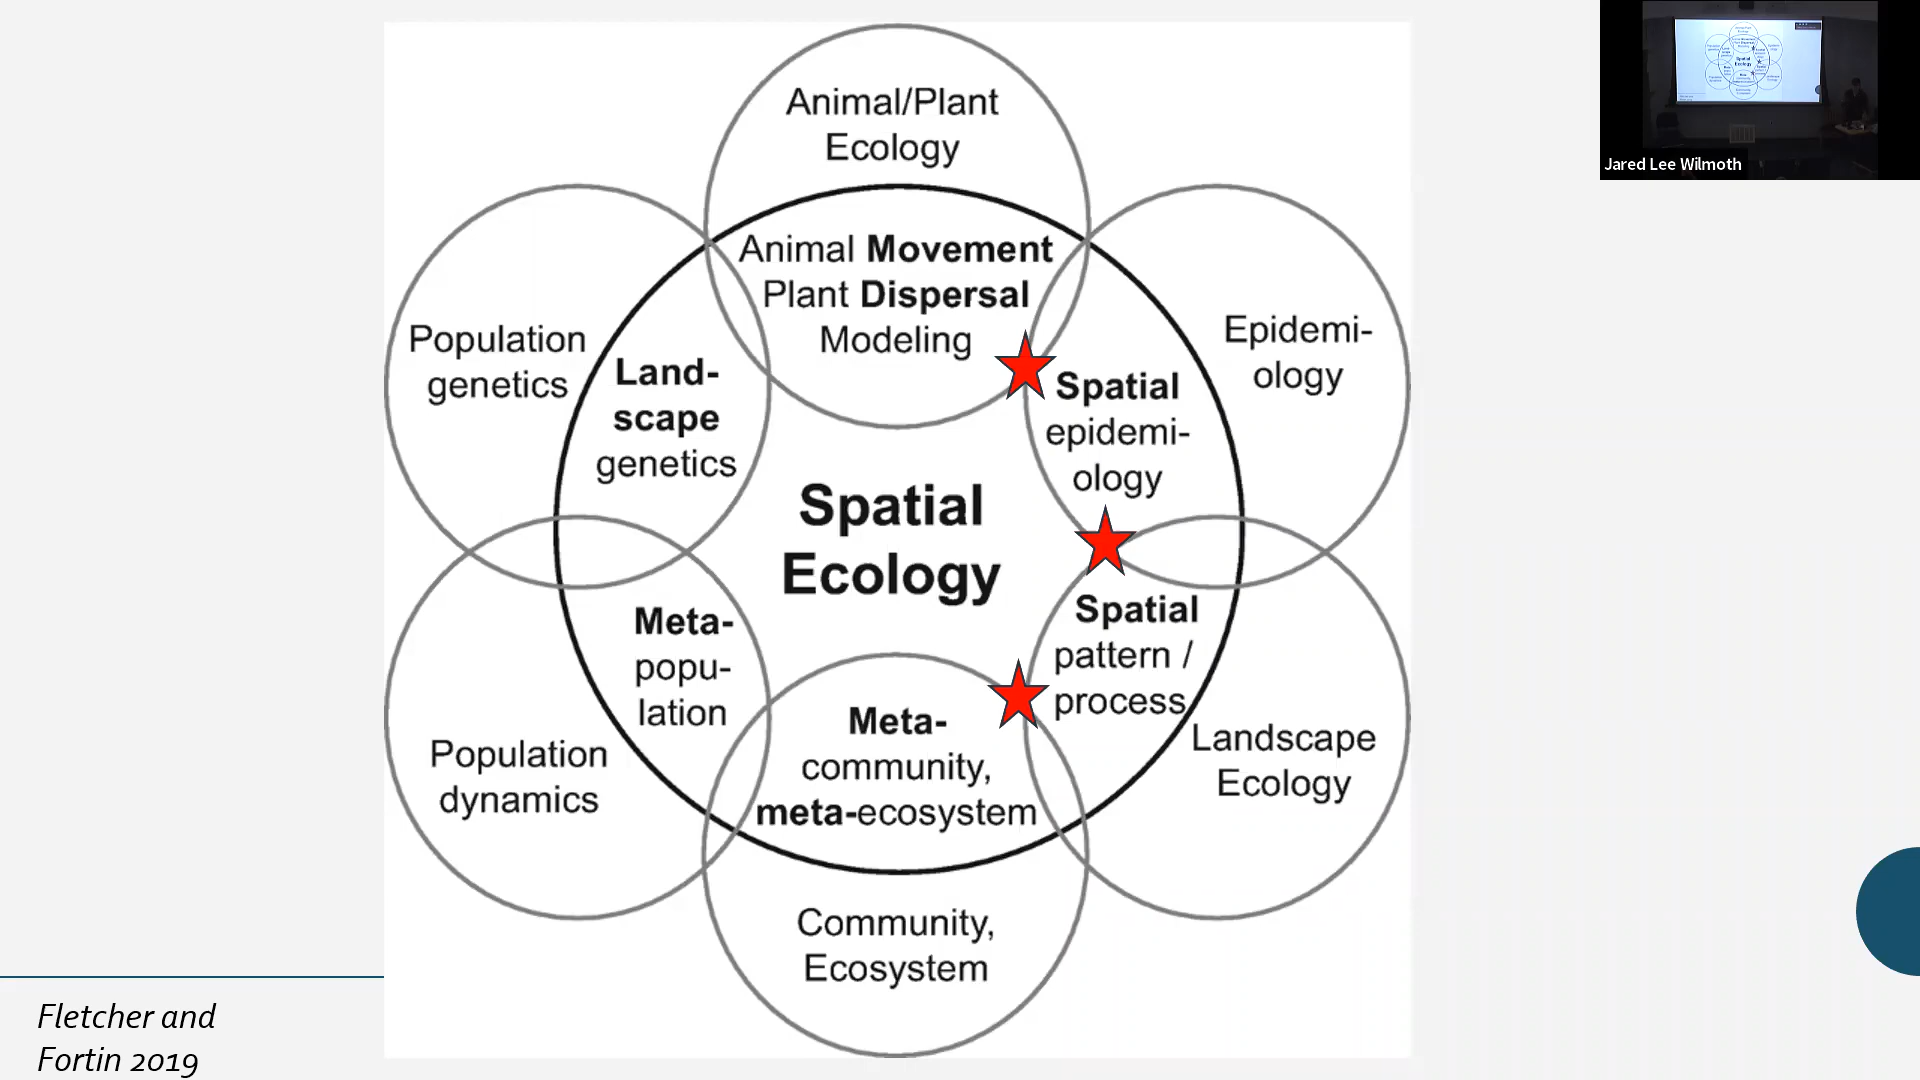 Animal/Plant
Ecology
Animal Movement
Plant Dispersal
Modeling
Population
genetics
Land-
scape
genetics
Epidemi-
ology
Spatial
epidemi-
ology
Spatial
Ecology
Meta-
popu-
lation
Spatial
pattern /
process
Population
dynamics
Meta-
community,
meta-ecosystem
Landscape
Ecology
Community,
Ecosystem
Fletcher and
Fortin 2019
Jared Lee Wilmoth